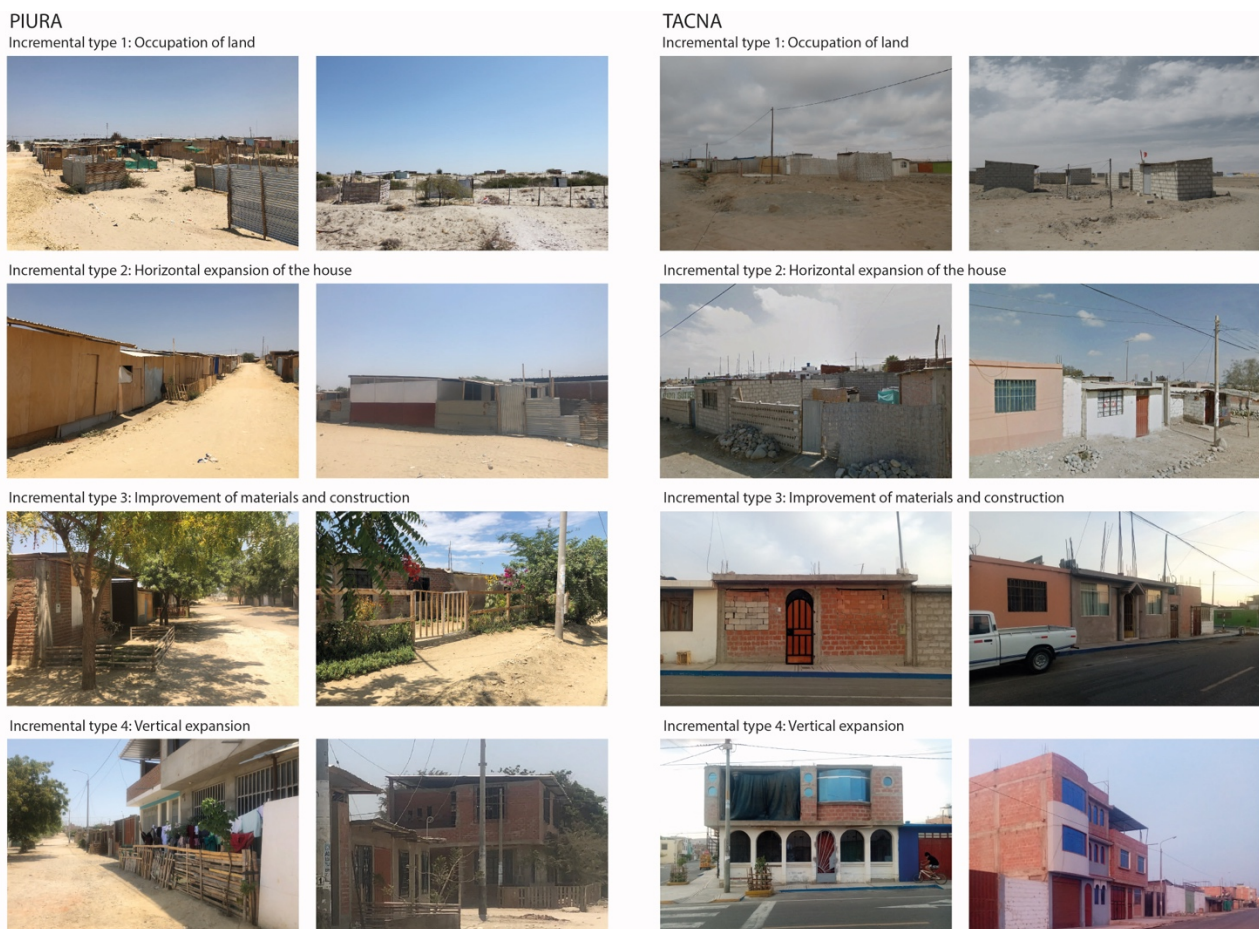 PIURA
Incremental type 1: Occupation of land
Incremental type 2: Horizontal expansion of the house
Incremental type 3: Improvement of materials and construction
Incremental type 4: Vertical expansion
TACNA
Incremental type 1: Occupation of land
Incremental type 2: Horizontal expansion of the house
Incremental type 3: Improvement of materials and construction
Incremental type 4: Vertical expansion